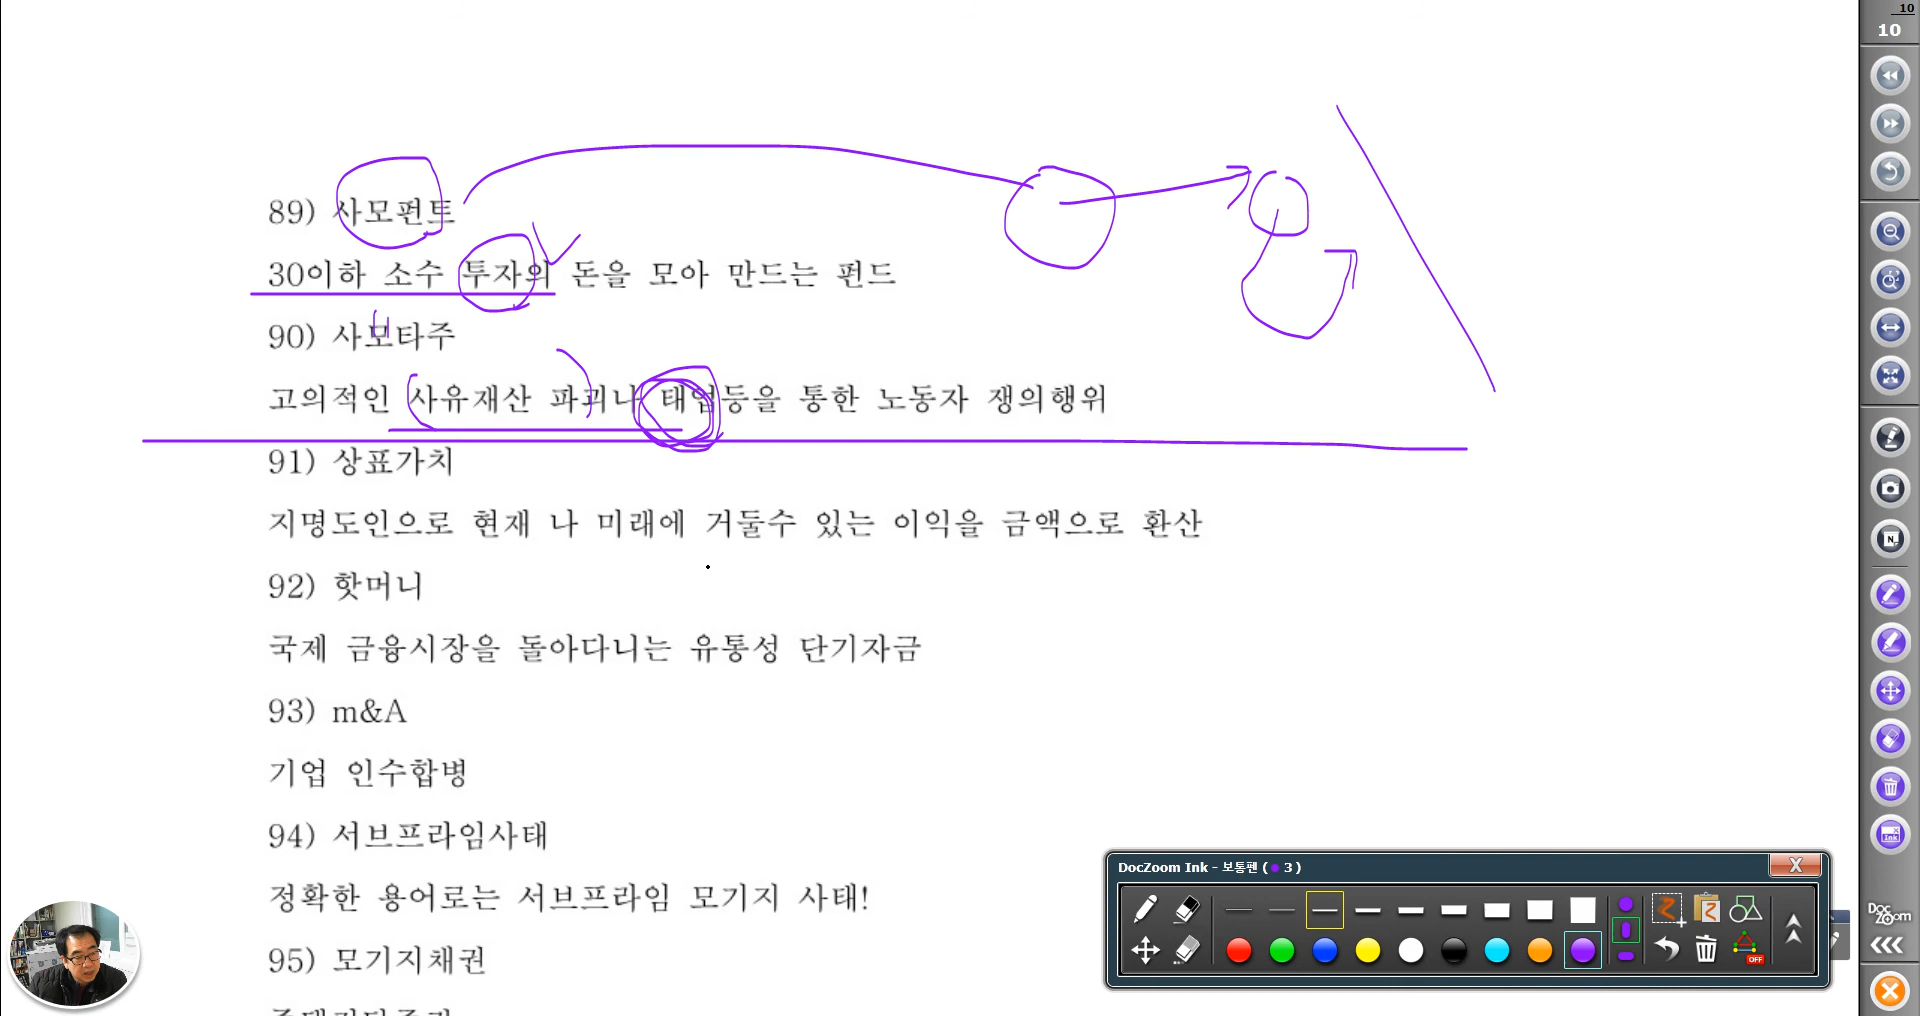 10
10
89) 사모펀트
30이하 소수 투자의 돈을 모아 만드는 펀드
90) 사모타주
고의적인 사유재산 파괴나 태업등을 통한 노동자 쟁의행위
91) 상표가치
지명도인으로 현재 나 미래에 거둘수 있는 이익을 금액으로 환산
92) 핫머니
국제 금융시장을 돌아다니는 유통성 단기자금
93) m&A
기업 인수합병
94) 서브프라임사태
정확한 용어로는 서브프라임 모기지 사태!
95) 모기지채권
DocZoom Ink - 보통펜 ( 3 )
OFF
Ink
DocZoom